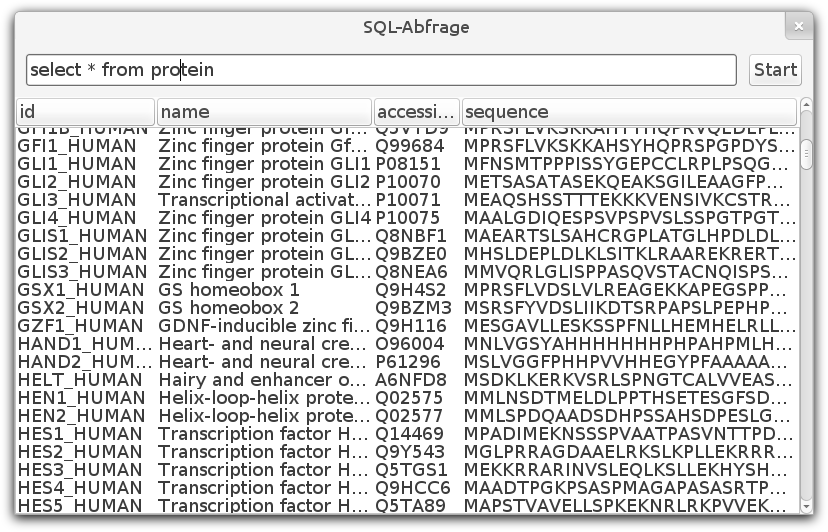 SQL-Abfrage
select * from protein Start
id name accessi... sequence
GFI1B_HUMAN Zinc finger protein Gf... Q5VTD9
GFI1_HUMAN Zinc finger protein Gf... Q99684 MPRSFLVKSKKAHSYHQPRSPGPDYS...
GLI1_HUMAN Zinc finger protein GLI1 P08151 MFNSMTPPPISSYGEPCCLRPLPSQG...
GLI2_HUMAN Zinc finger protein GLI2 P10070 METSASATASEKQEAKSGILEAAGFP...
GLI3_HUMAN Transcriptional activat... P10071 MEAQSHSSTTTEKKKVENSIVKCSTR...
GLI4_HUMAN Zinc finger protein GLI4 P10075 MAALGDIQESPSVPSPVSLSSPGTPGT...
GLIS1_HUMAN Zinc finger protein GL... Q8NBF1 MAEARTSLSAHCRGPLATGLHPDLDL...
GLIS2_HUMAN Zinc finger protein GL... Q9BZE0 MHSLDEPLDLKLSITKLRAAREKRERT...
GLIS3_HUMAN Zinc finger protein GL... Q8NEA6 MMVQRLGLISPPASQVSTACNQISPS...
GSX1_HUMAN GS homeobox 1 Q9H4S2 MPRSFLVDSLVLREAGEKKAPEGSPP...
GSX2_HUMAN GS homeobox 2 Q9BZM3 MSRSFYVDSLIIKDTSRPAPSLPEPHP...
GZF1_HUMAN GDNF-inducible zinc fi... Q9H116 MESGAVLLESKSSPFNLLHEMHELRLL...
HAND1_HUM... Heart- and neural cre... O96004 MNLVGSYAHHHHHHHPHPAHPMLH...
HAND2_HUM... Heart- and neural cre... P61296 MSLVGGFPHHPVVHHEGYPFAAAAA...
HELT_HUMAN Hairy and enhancer o... A6NFD8 MSDKLKERKVSRLSPNGTCALVVEAS...
HEN1_HUMAN Helix-loop-helix prote... Q02575 MMLNSDTMELDLPPTHSETESGFSD...
HEN2_HUMAN Helix-loop-helix prote... Q02577 MMLSPDQAADSDHPSSAHSDPESLG...
HES1_HUMAN Transcription factor H... Q14469 MPADIMEKNSSSPVAATPASVNTTPD...
HES2_HUMAN Transcription factor H... Q9Y543 MGLPRRAGDAAELRKSLKPLLEKRRR...
HES3_HUMAN Transcription factor H... Q5TGS1 MEKKRRARINVSLEQLKSLLEKHYSH...
HES4_HUMAN Transcription factor H... Q9HCC6 MAADTPGKPSASPMAGAPASASRTP...
HES5_HUMAN Transcription factor H... Q5TA89 MAPSTVAVELLSPKEKNRLRKPVVEK...